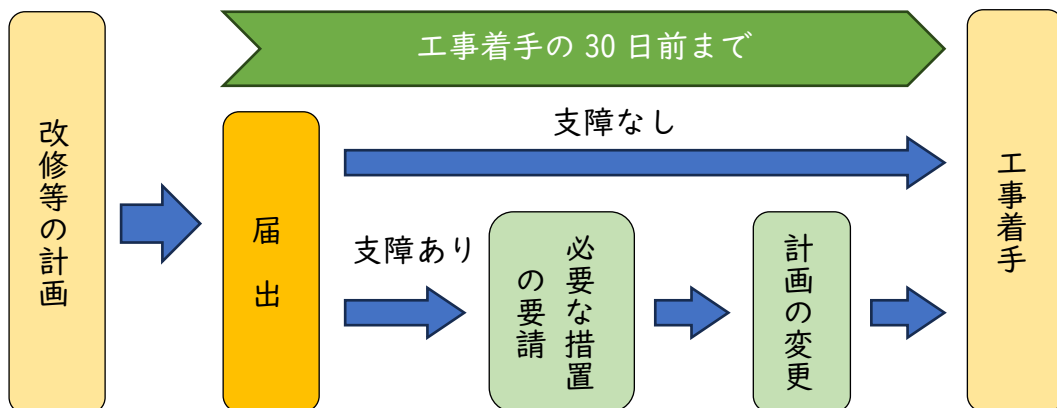 工事着手の 30 日前まで
改修等の計画
届出
支障なし
支障あり
必要な措置
の要請
計画の変更
工事着手